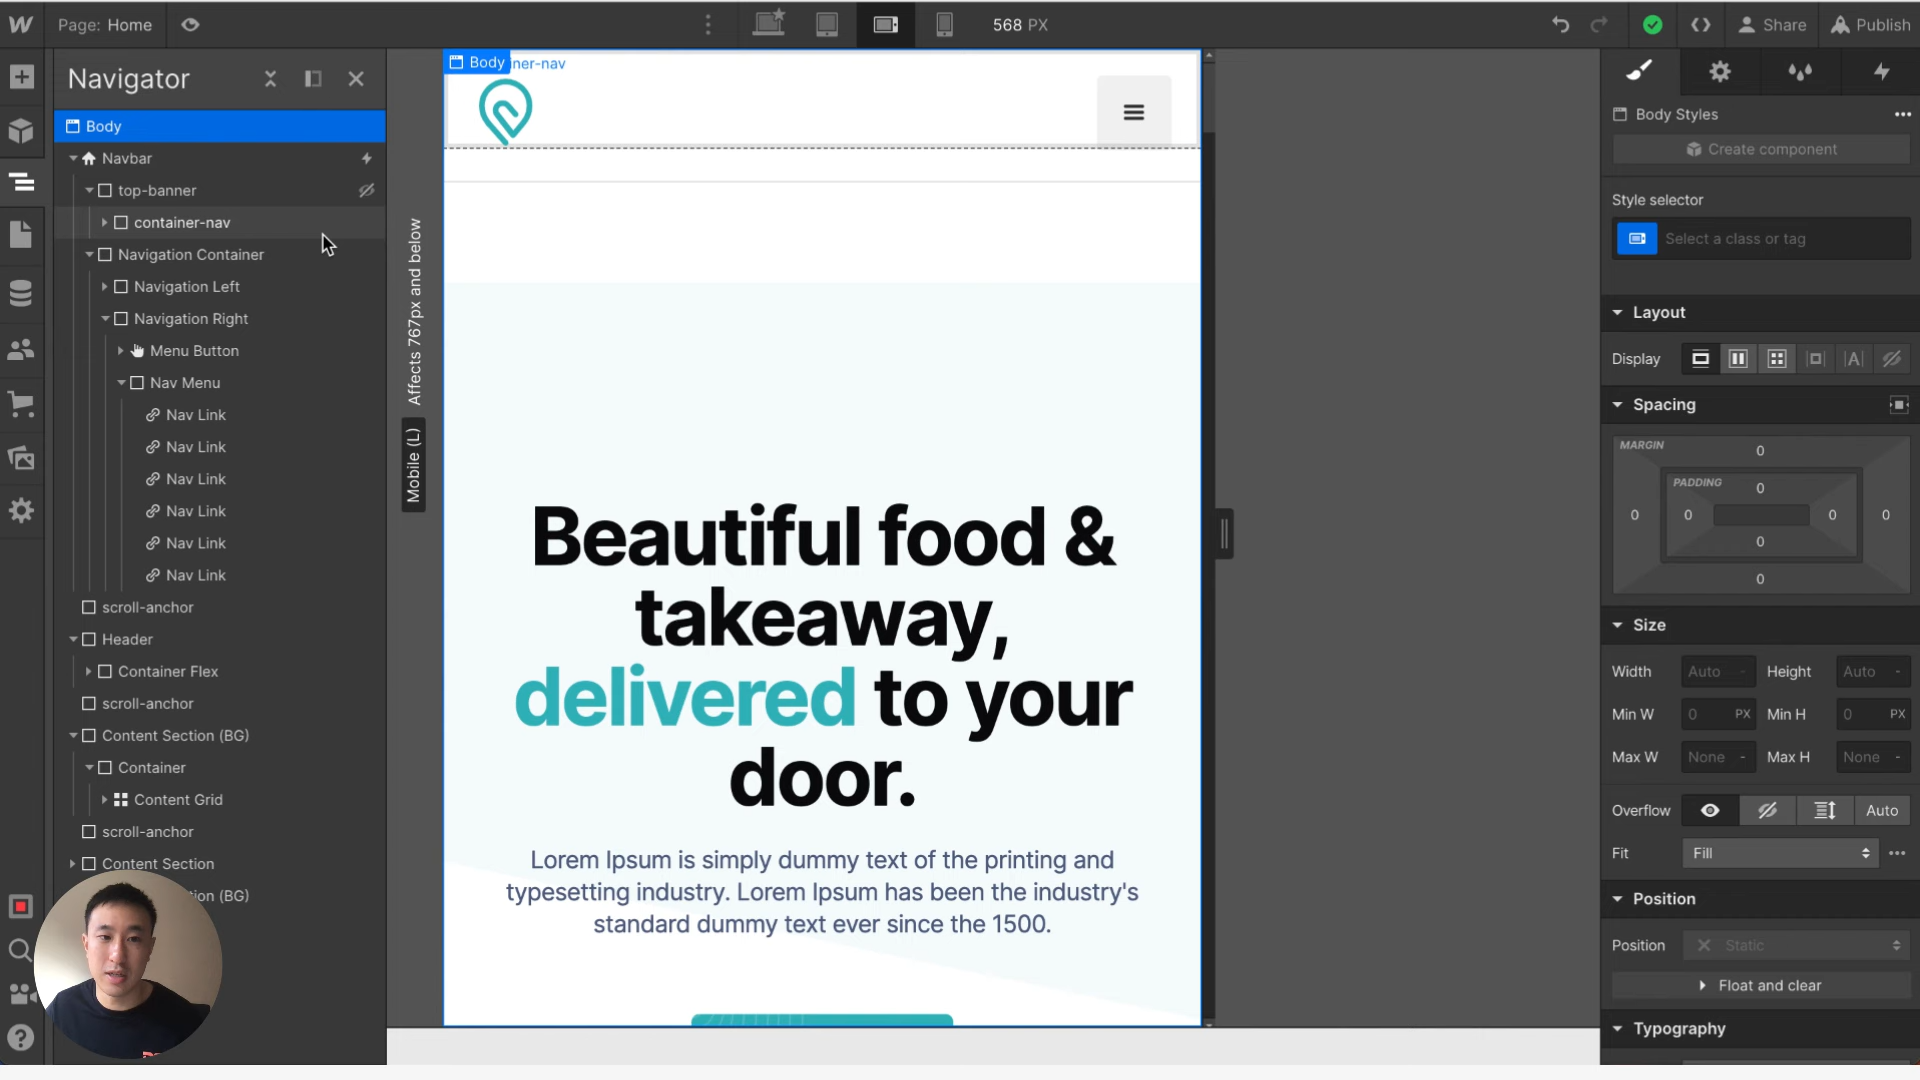 Page: Home
568 PX
Share
Publish
Navigator
Body
Navbar
top-banner
container-nav
Navigation Container
Navigation Left
Navigation Right
Menu Button
Nav Menu
Nav Link
Nav Link
Nav Link
Nav Link
Nav Link
Nav Link
scroll-anchor
Header
Container Flex
scroll-anchor
Content Section (BG)
Container
Content Grid
scroll-anchor
Content Section
tion (BG)
Affects 767px and below
Mobile (L)
Body
iner-nav
Beautiful food &
takeaway,
delivered to your
door.
Lorem Ipsum is simply dummy text of the printing and
typesetting industry. Lorem Ipsum has been the industry's
standard dummy text ever since the 1500.
Body Styles
Create component
Style selector
Select a class or tag
Layout
Display
Spacing
MARGIN
0
PADDING
0
0 0 0 0
0
0
Size
Width Auto - Height Auto -
Min W 0 PX Min H 0 PX
Max W None - Max H None -
Overflow Auto
Fit Fill
Position
Position Static
Float and clear
Typography